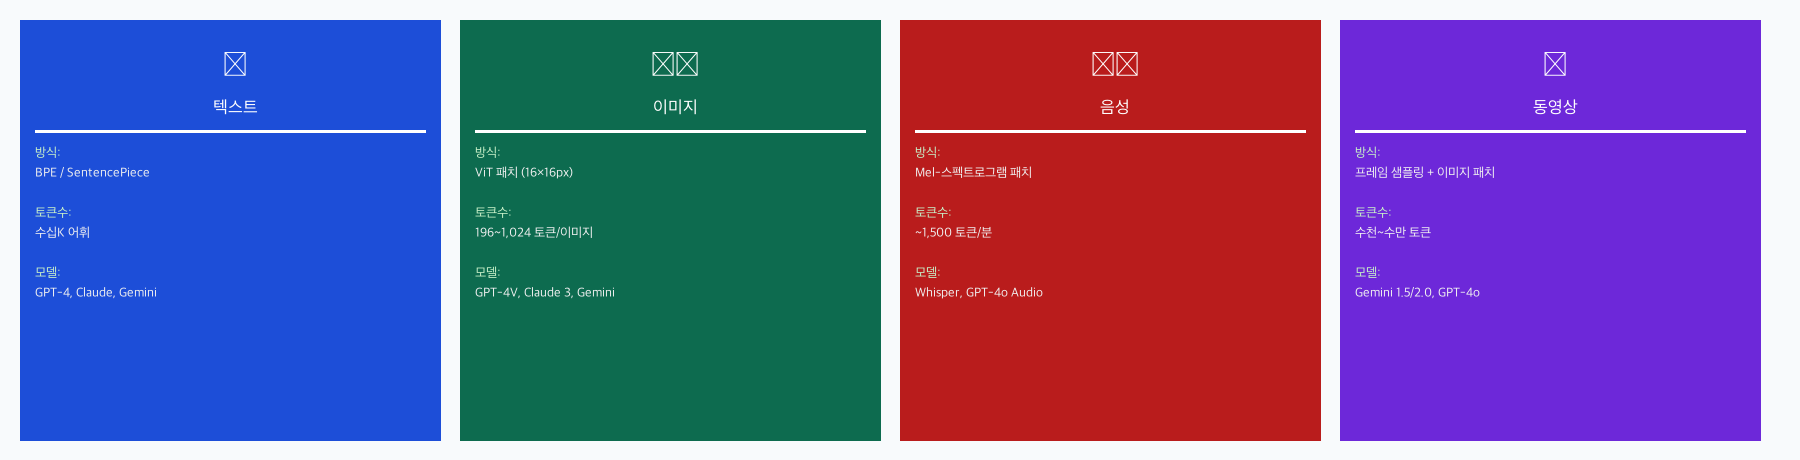 텍스트
방식:
BPE / SentencePiece
토큰수:
수십K 어휘
모델:
GPT-4, Claude, Gemini
이미지
방식:
ViT 패치 (16×16px)
토큰수:
196~1,024 토큰/이미지
모델:
GPT-4V, Claude 3, Gemini
음성
방식:
Mel-스펙트로그램 패치
토큰수:
~1,500 토큰/분
모델:
Whisper, GPT-4o Audio
동영상
방식:
프레임 샘플링 + 이미지 패치
토큰수:
수천~수만 토큰
모델:
Gemini 1.5/2.0, GPT-4o